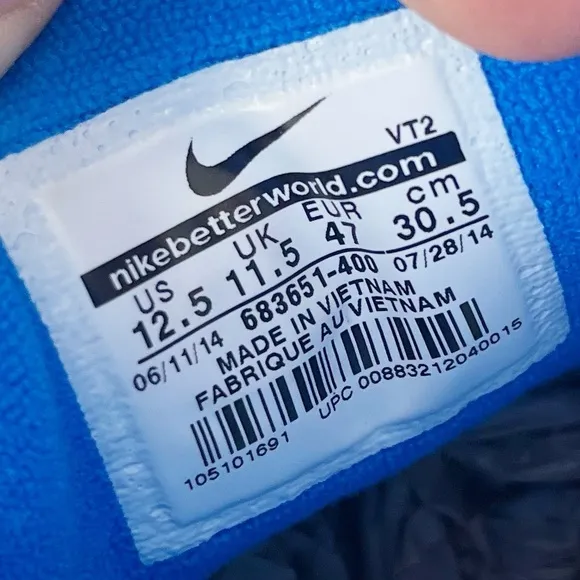 VT2
nikebetterworld.com
US UK EUR cm
12.5 11.5 47 30.5
06/11/14 683651-400 07/28/14
MADE IN VIETNAM
FABRIQUE AU VIETNAM
105101691 UPC 00883212040015